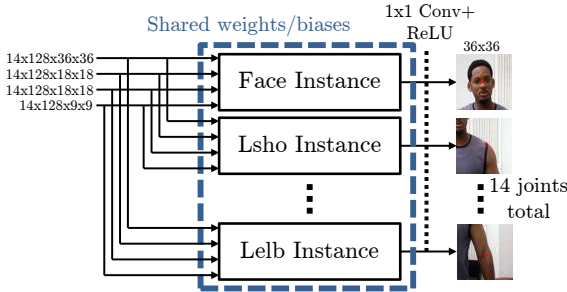 1x1 Conv+
ReLU
Shared weights/biases
36x36
14x128x36x36
14x128x18x18
14x128x18x18
14x128x9x9
Face Instance
Lsho Instance
14 joints
total
Lelb Instance